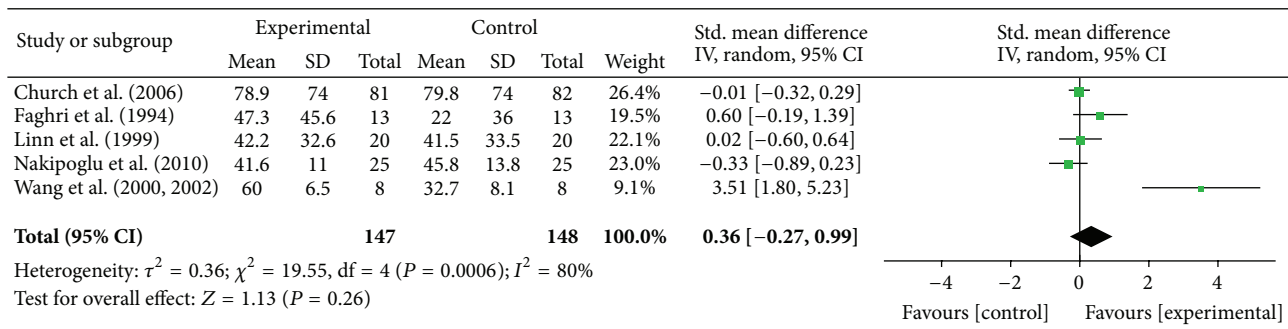 Study or subgroup Experimental Control Std. mean difference Std. mean difference
Mean SD Total Mean SD Total Weight IV, random, 95% CI IV, random, 95% CI
Church et al. (2006) 78.9 74 81 79.8 74 82 26.4% −0.01 [−0.32, 0.29]
Faghri et al. (1994) 47.3 45.6 13 22 36 13 19.5% 0.60 [−0.19, 1.39]
Linn et al. (1999) 42.2 32.6 20 41.5 33.5 20 22.1% 0.02 [−0.60, 0.64]
Nakipoglu et al. (2010) 41.6 11 25 45.8 13.8 25 23.0% −0.33 [−0.89, 0.23]
Wang et al. (2000, 2002) 60 6.5 8 32.7 8.1 8 9.1% 3.51 [1.80, 5.23]
Total (95% CI) 147 148 100.0% 0.36 [−0.27, 0.99]
Heterogeneity: τ² = 0.36; χ² = 19.55, df = 4 (P = 0.0006); I² = 80%
Test for overall effect: Z = 1.13 (P = 0.26)
−4 −2 0 2 4
Favours [control] Favours [experimental]